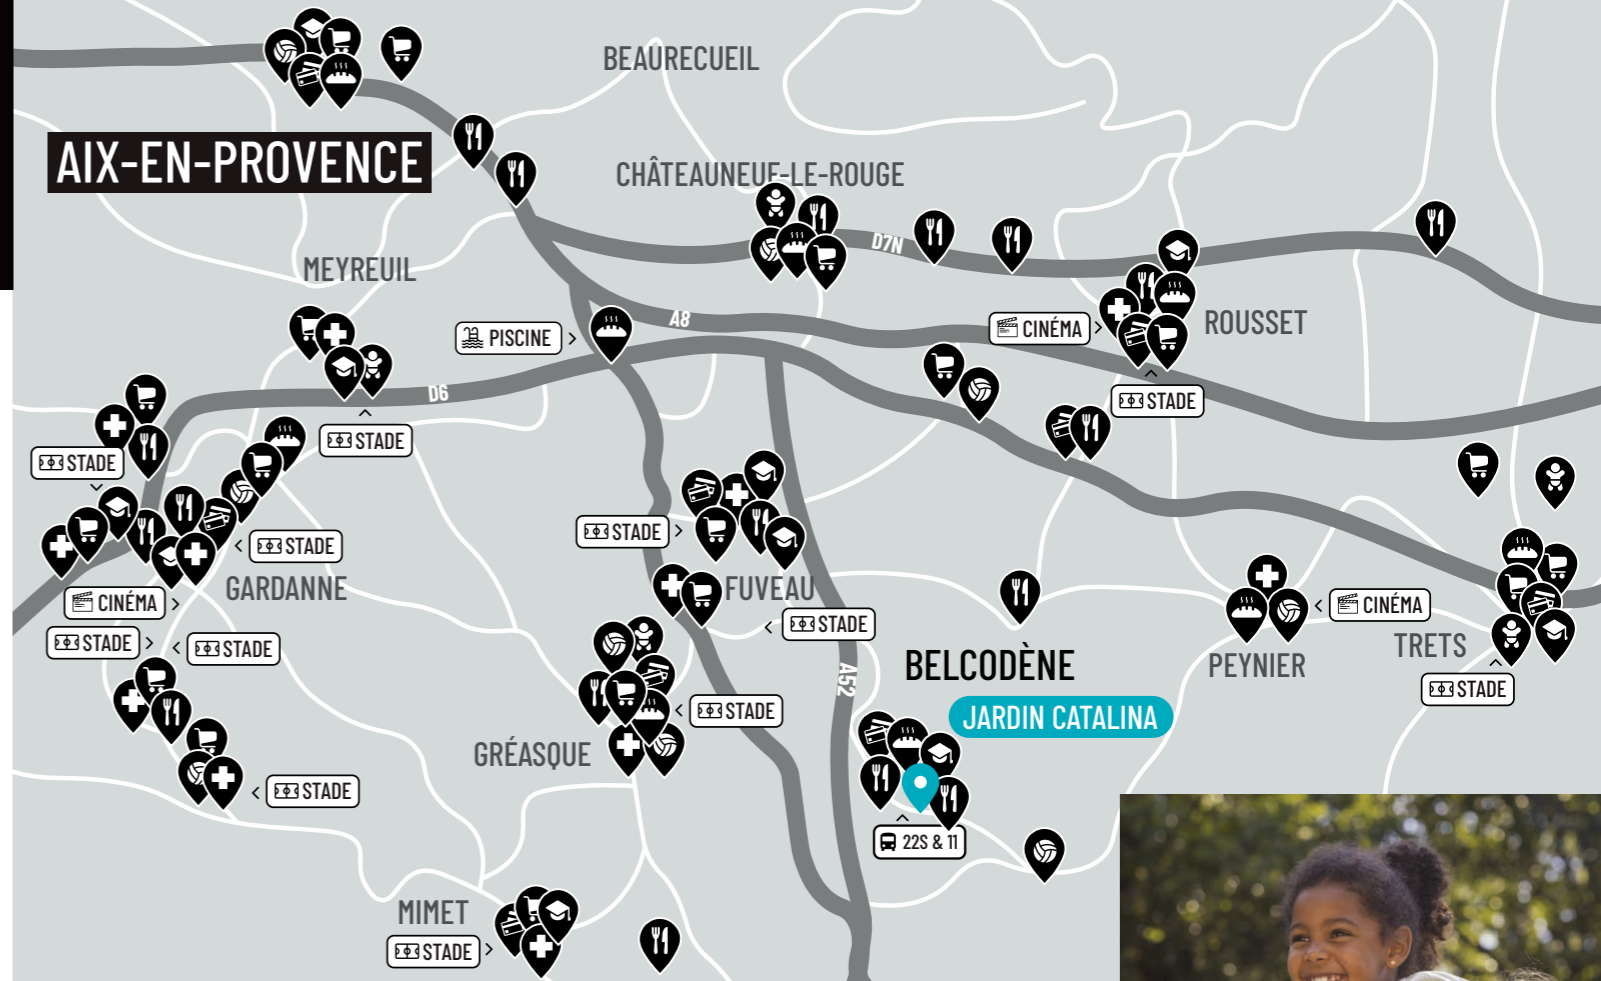 BEAURECUEIL
AIX-EN-PROVENCE
CHÂTEAUNEUF-LE-ROUGE
D7N
MEYREUIL
A8
PISCINE
CINÉMA
ROUSSET
D6
STADE
STADE
STADE
STADE
STADE
GARDANNE
FUVEAU
CINÉMA
CINÉMA
STADE
STADE
STADE
TRETS
A52
BELCODÈNE
PEYNIER
STADE
JARDIN CATALINA
STADE
GRÉASQUE
STADE
22S & 11
MIMET
STADE